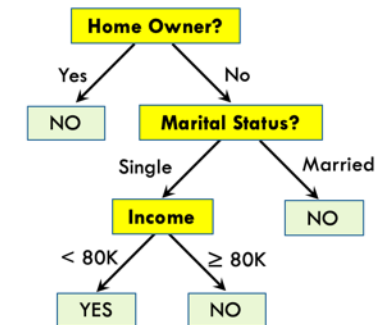 Home Owner?
Yes
No
NO
Marital Status?
Single
Married
Income
NO
< 80K
≥ 80K
YES
NO